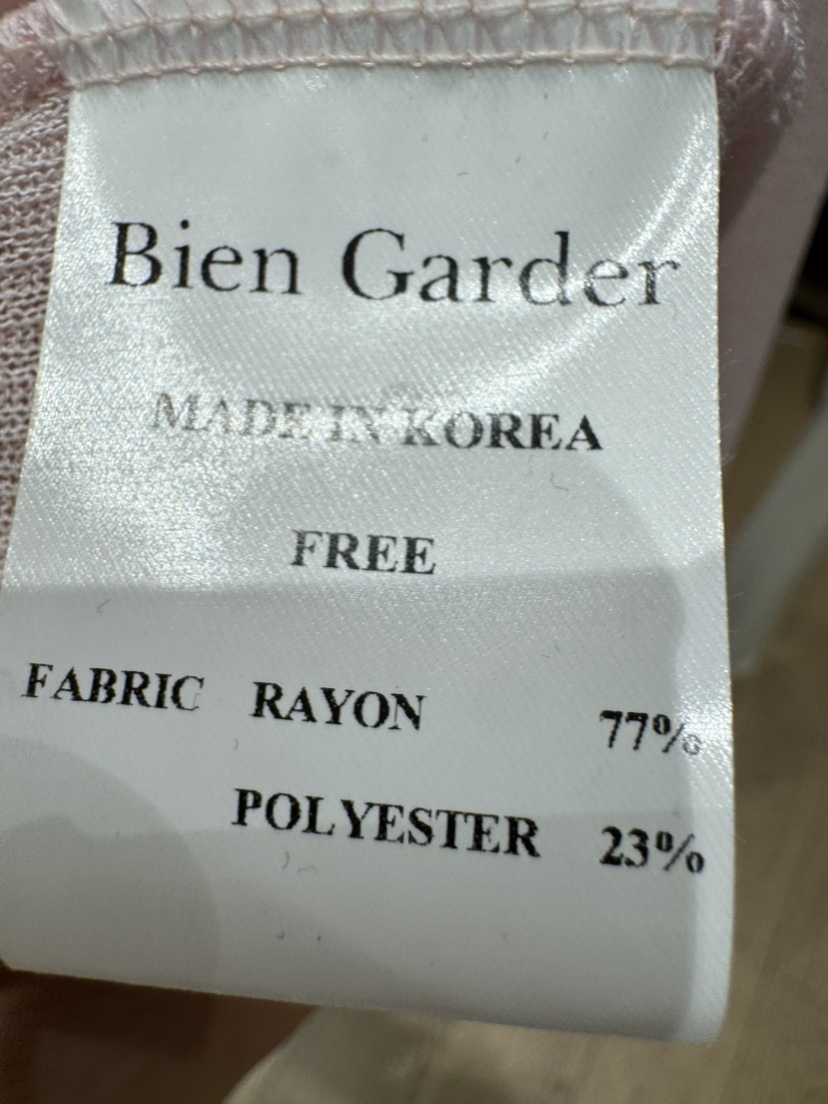 Bien Garder
MADE IN KOREA
FREE
FABRIC RAYON 77%
POLYESTER 23%